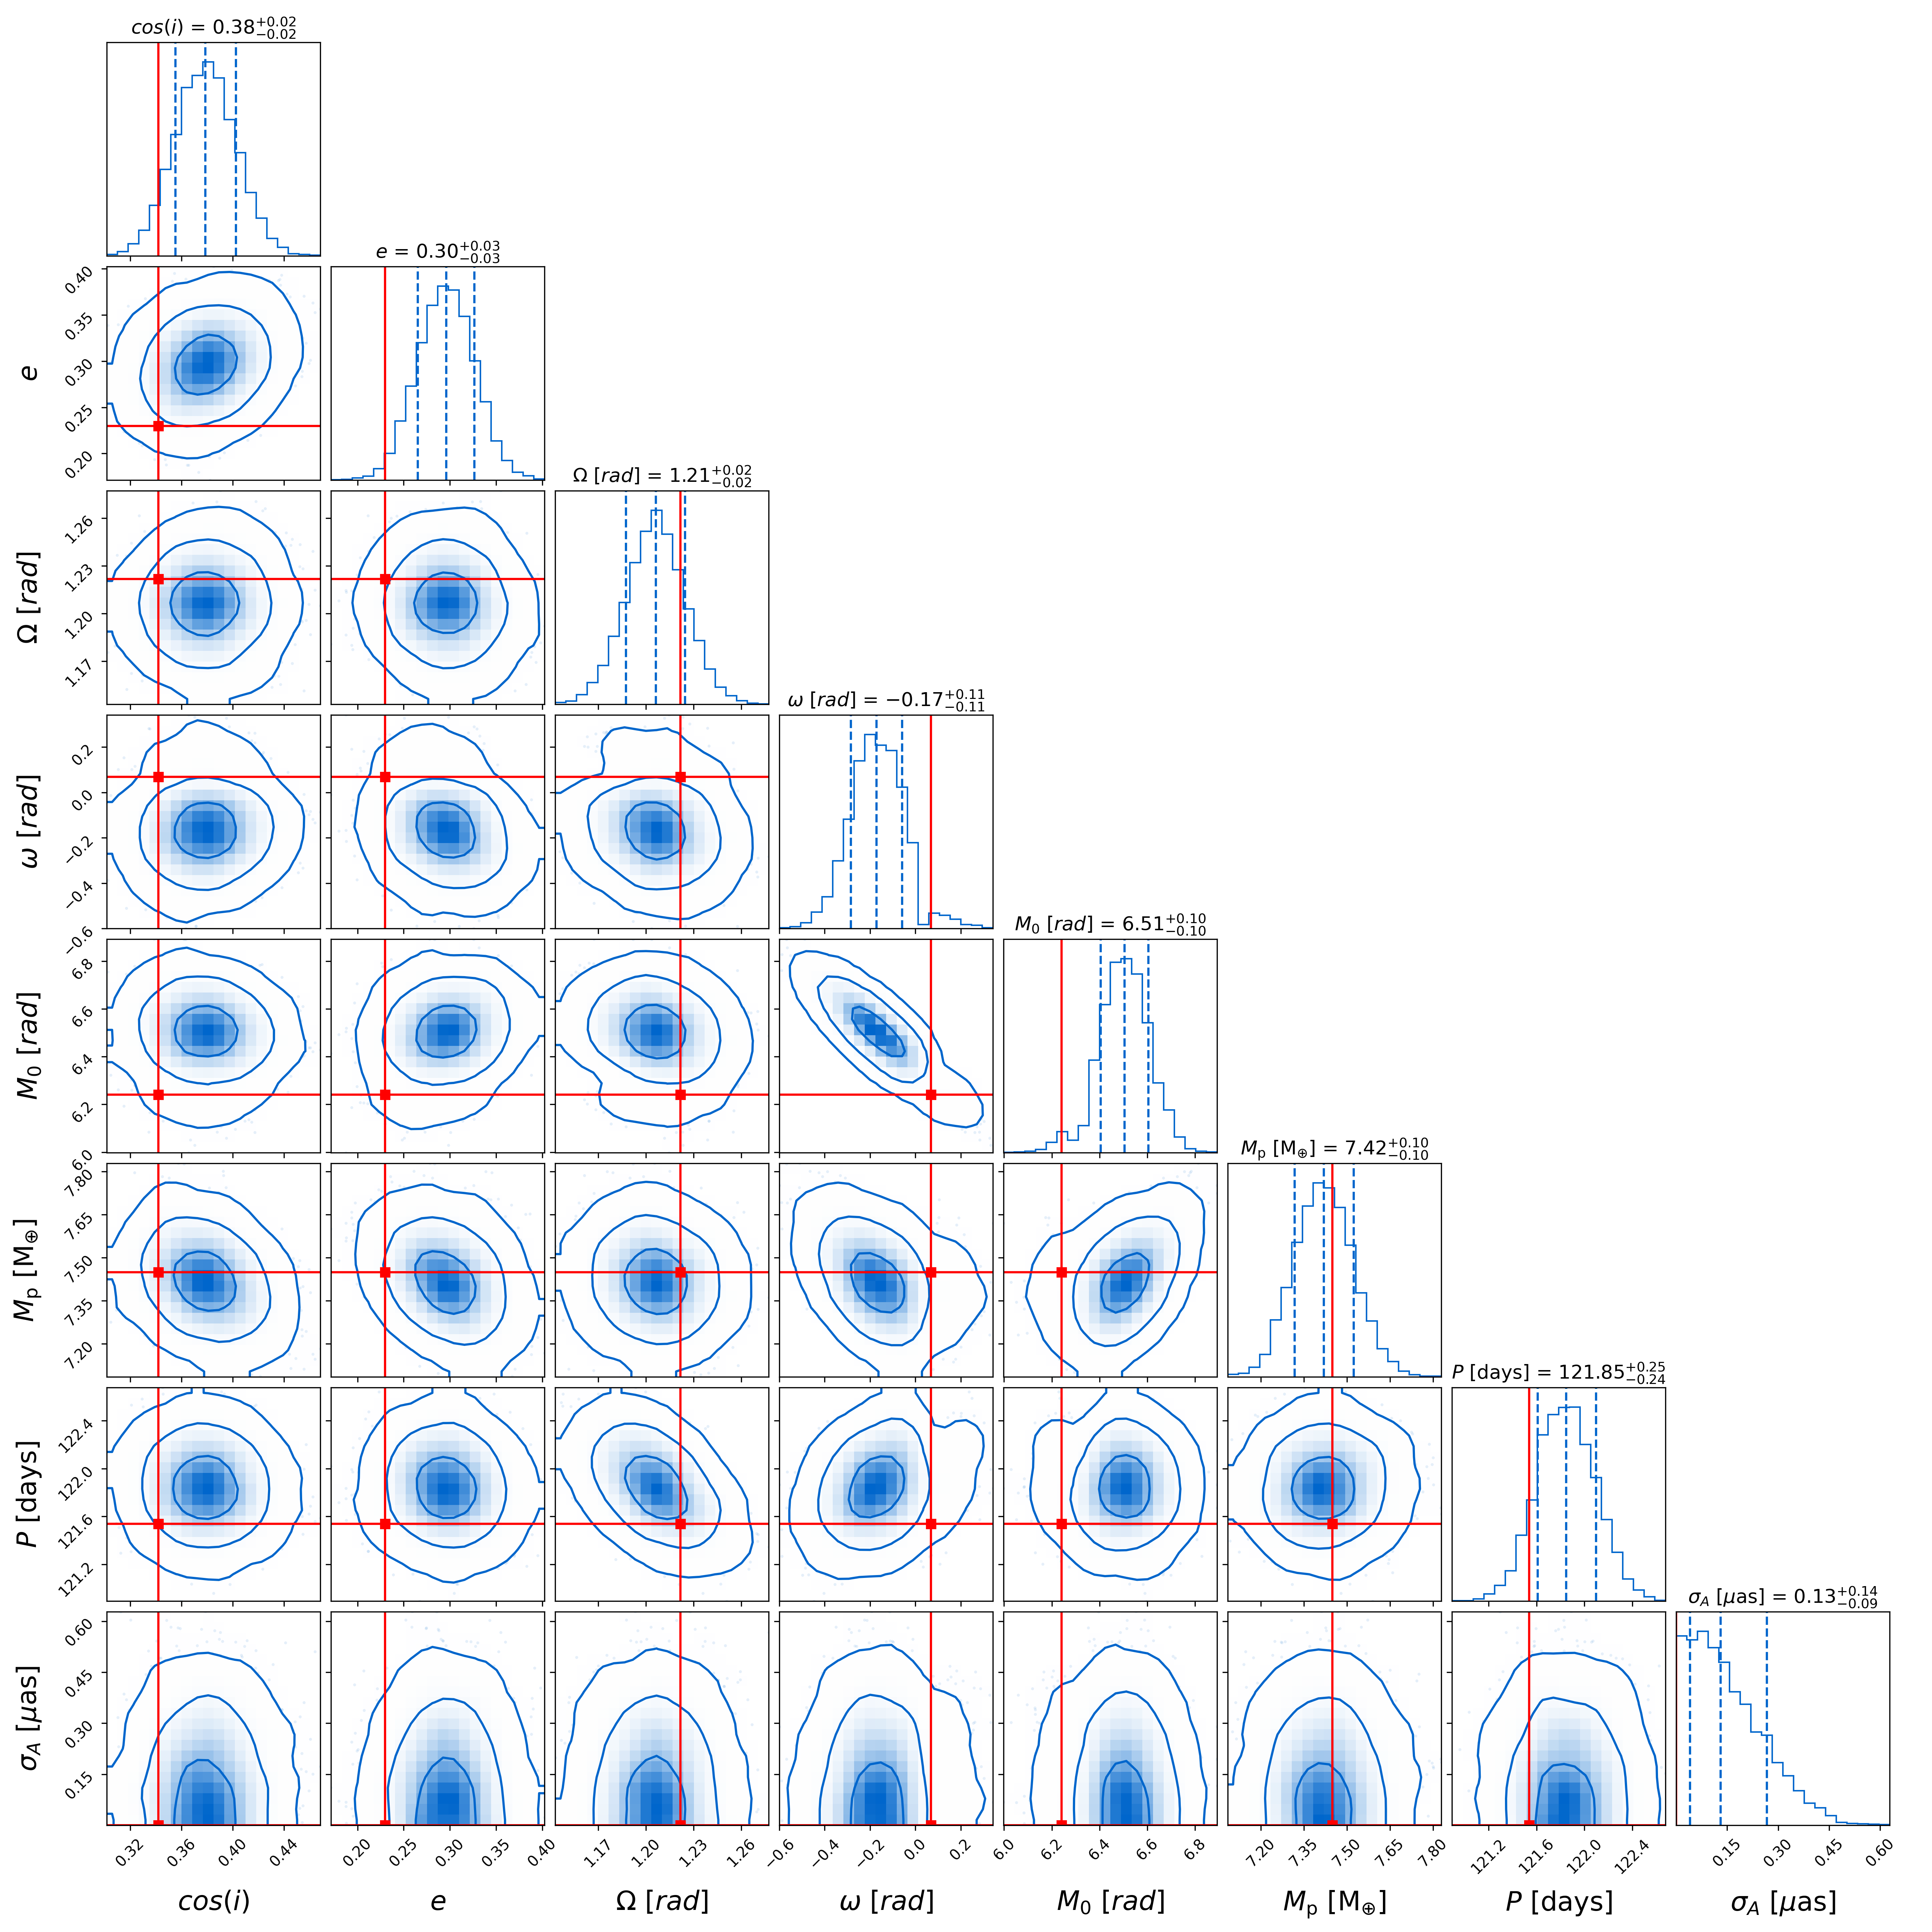 cos(i) = 0.38+0.02−0.02
e = 0.30+0.03−0.03
0.40
0.35
0.30
0.25
0.20
e
Ω [rad] = 1.21+0.02−0.02
1.26
1.23
1.20
1.17
Ω [rad]
ω [rad] = −0.17+0.11−0.11
0.2
0.0
−0.2
−0.4
−0.6
ω [rad]
M0 [rad] = 6.51+0.10−0.10
6.8
6.6
6.4
6.2
6.0
M0 [rad]
Mp [M⊕] = 7.42+0.10−0.10
7.80
7.65
7.50
7.35
7.20
Mp [M⊕]
P [days] = 121.85+0.25−0.24
122.4
122.0
121.6
121.2
P [days]
σA [μas] = 0.13+0.14−0.09
0.60
0.45
0.30
0.15
σA [μas]
0.32 0.36 0.40 0.44 0.20 0.25 0.30 0.35 0.40 1.17 1.20 1.23 1.26 −0.6 −0.4 −0.2 0.0 0.2 6.0 6.2 6.4 6.6 6.8 7.20 7.35 7.50 7.65 7.80 121.2 121.6 122.0 122.4 0.15 0.30 0.45 0.60
cos(i) e Ω [rad] ω [rad] M0 [rad] Mp [M⊕] P [days] σA [μas]